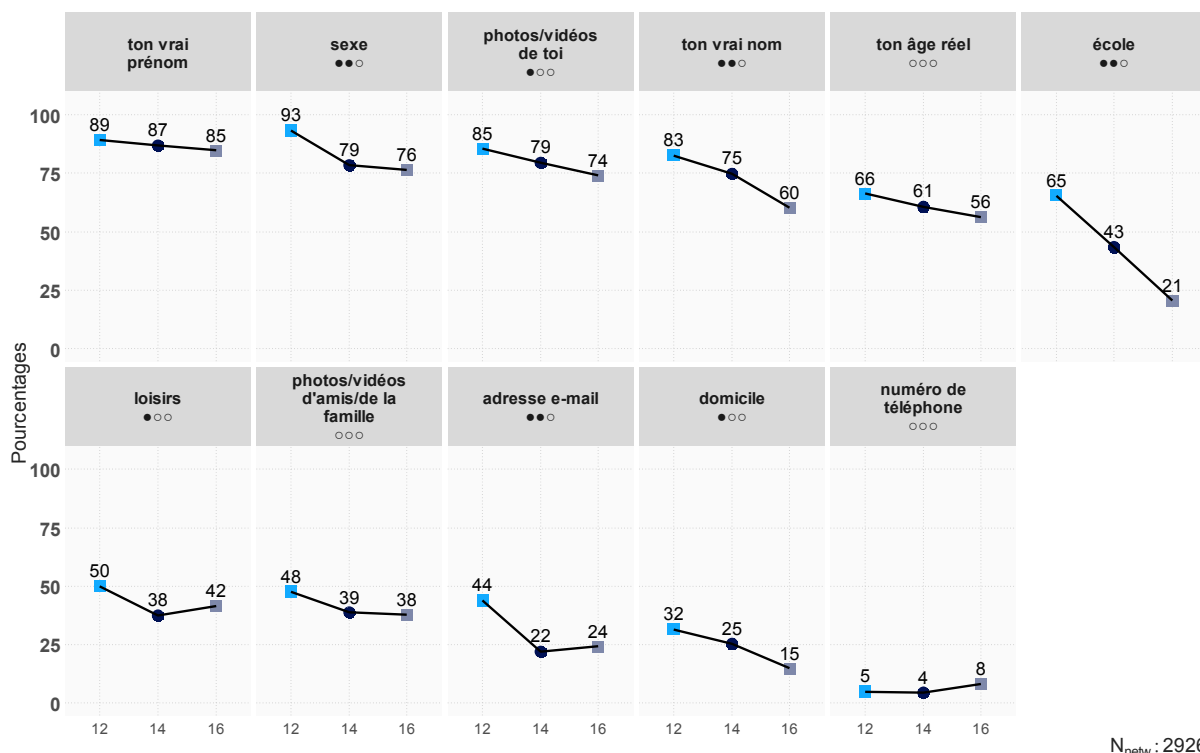 ton vrai
prénom
sexe
●●○
photos/vidéos
de toi
●○○
ton vrai nom
●●○
ton âge réel
○○○
école
●●○
Pourcentages
100
75
50
25
0
89 87 85
93 79 76
85 79 74
83 75 60
66 61 56
65 43 21
loisirs
●○○
photos/vidéos
d'amis/de la
famille
○○○
adresse e-mail
●●○
domicile
●○○
numéro de
téléphone
○○○
100
75
50
25
0
50 38 42
48 39 38
44 22 24
32 25 15
5 4 8
12 14 16
12 14 16
12 14 16
12 14 16
12 14 16
Nnetw : 2926